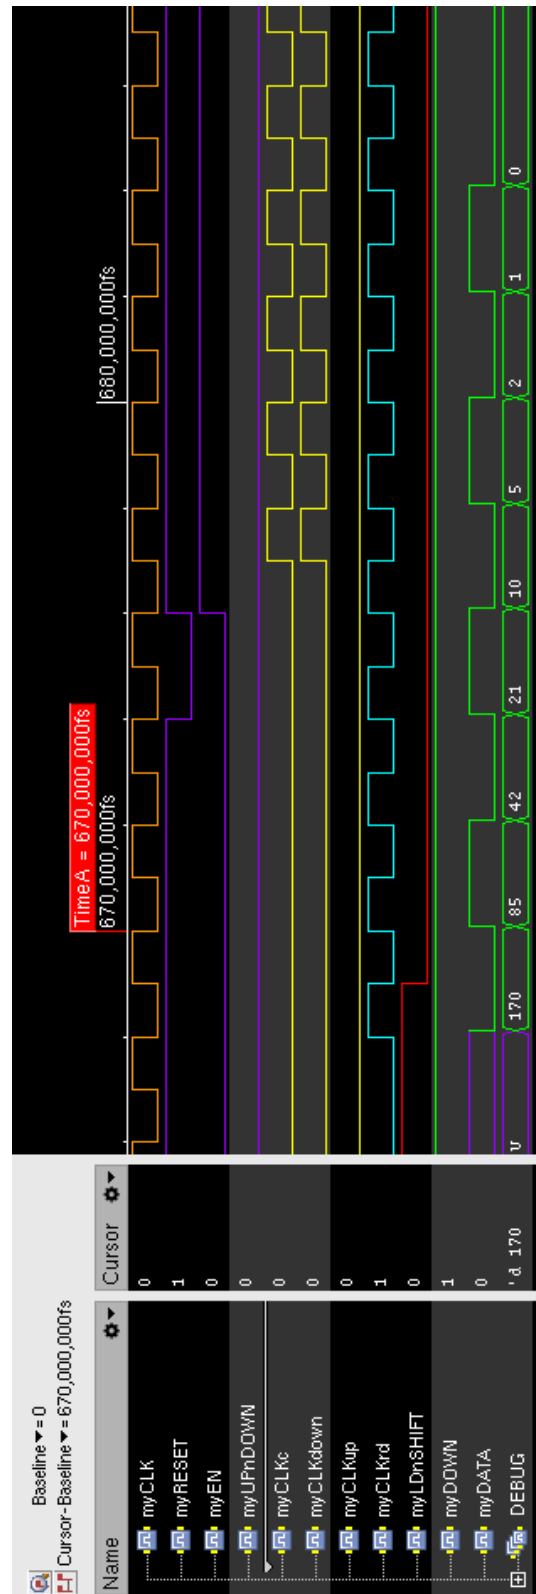 Baseline ▼= 0
Cursor-Baseline ▼= 670,000,000fs
Name
Cursor
TimeA = 670,000,000fs
670,000,000fs
680,000,000fs
myCLK 0
myRESET 1
myEN 0
myUPnDOWN 0
myCLKc 0
myCLKdown 0
myCLKup 0
myCLKrd 1
myLDnSHIFT 0
myDOWN 1
myDATA 0
DEBUG 'd 170 U 170 85 42 21 10 5 2 1 0